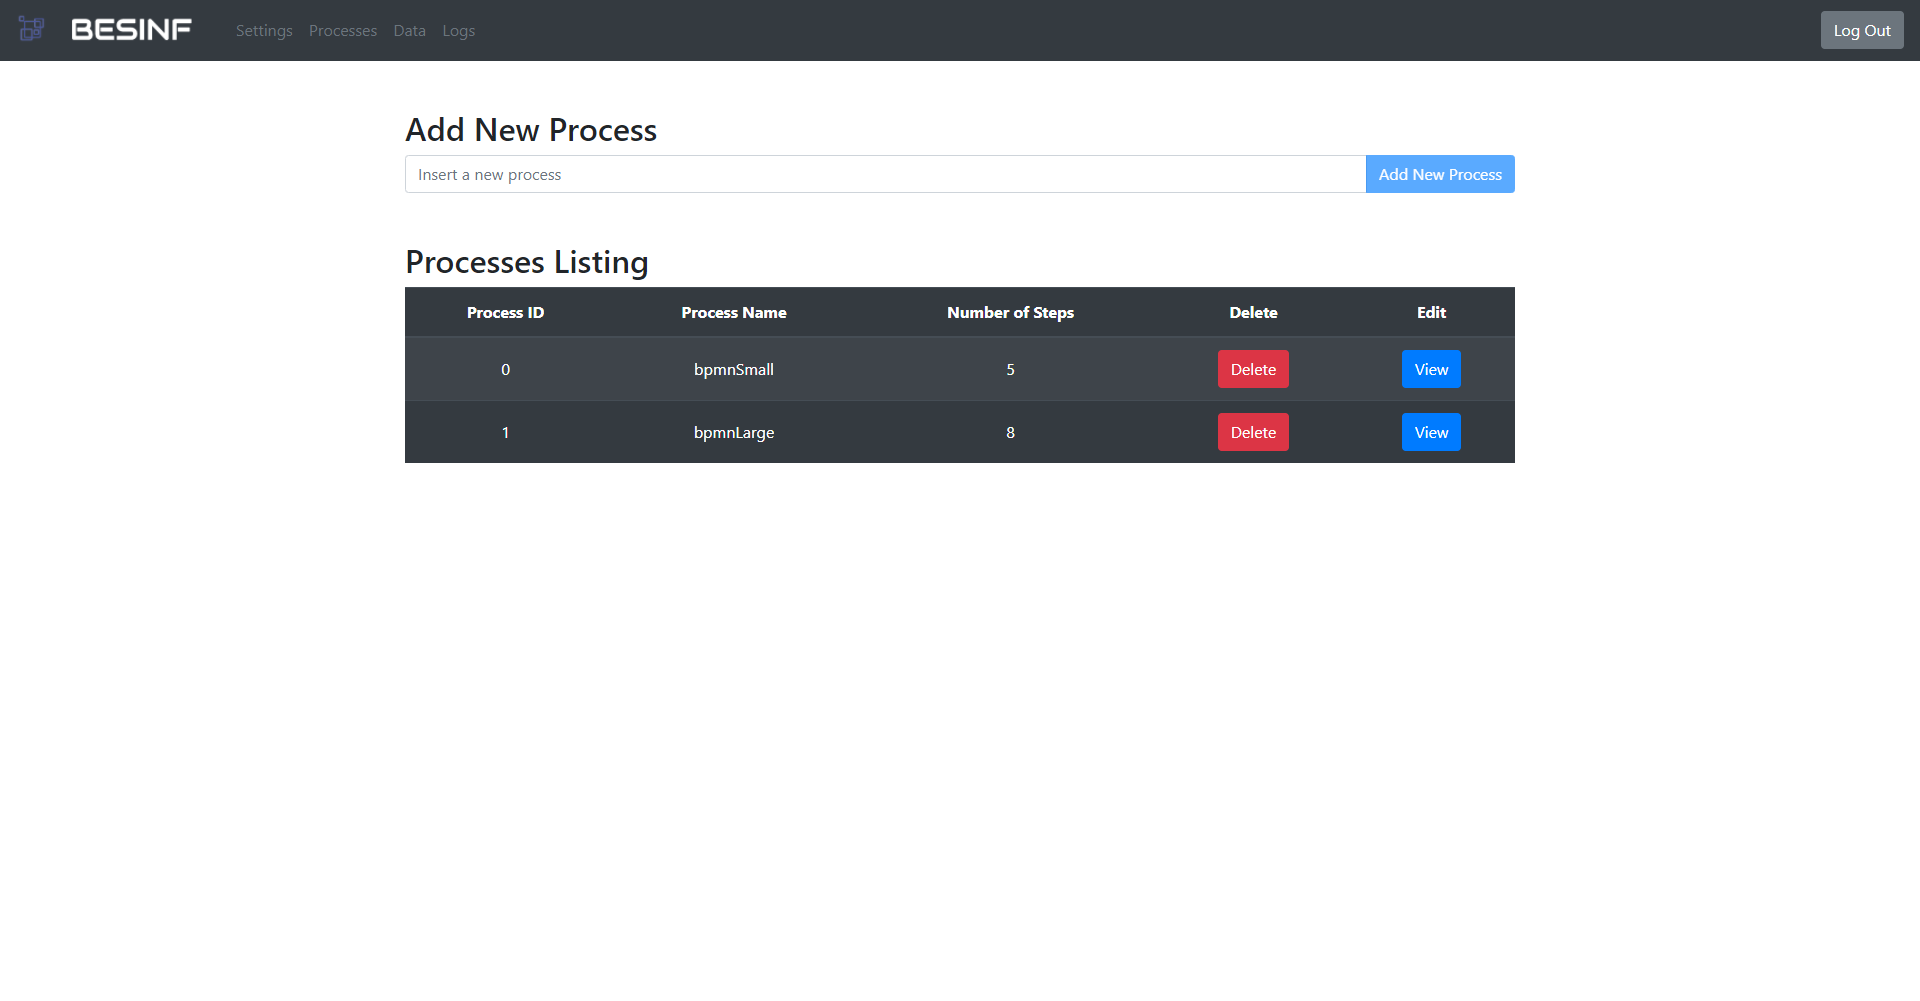 BESINF Settings Processes Data Logs Log Out
Add New Process
Insert a new process Add New Process
Processes Listing
Process ID Process Name Number of Steps Delete Edit
0 bpmnSmall 5 Delete View
1 bpmnLarge 8 Delete View